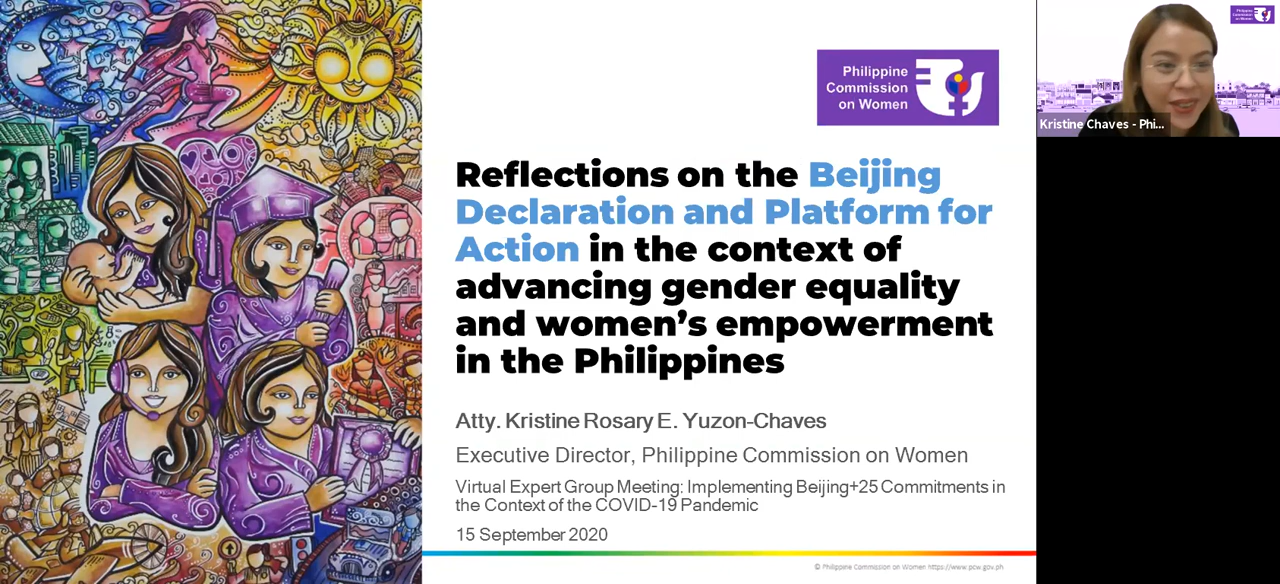 Philippine
Commission
on Women
Reflections on the Beijing
Declaration and Platform for
Action in the context of
advancing gender equality
and women's empowerment
in the Philippines
Atty. Kristine Rosary E. Yuzon-Chaves
Executive Director, Philippine Commission on Women
Virtual Expert Group Meeting: Implementing Beijing+25 Commitments in
the Context of the COVID-19 Pandemic
15 September 2020
© Philippine Commission on Women https://www.pcw.gov.ph
Kristine Chaves - Phi...